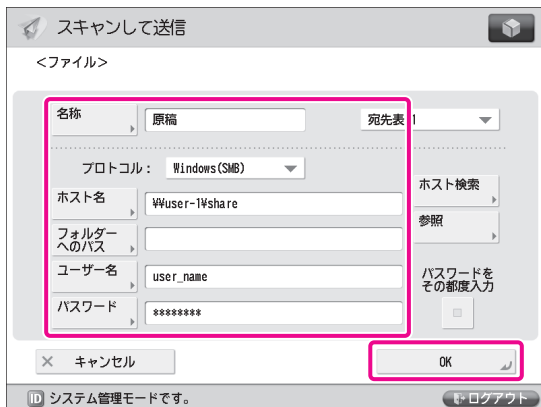 スキャンして送信
<ファイル>
名称
原稿
宛先表 1
プロトコル： Windows(SMB)
ホスト名
¥¥user-1¥share
ホスト検索
フォルダー
へのパス
参照
ユーザー名
user_name
パスワードを
その都度入力
パスワード
********
× キャンセル
OK
ID システム管理モードです。
ログアウト